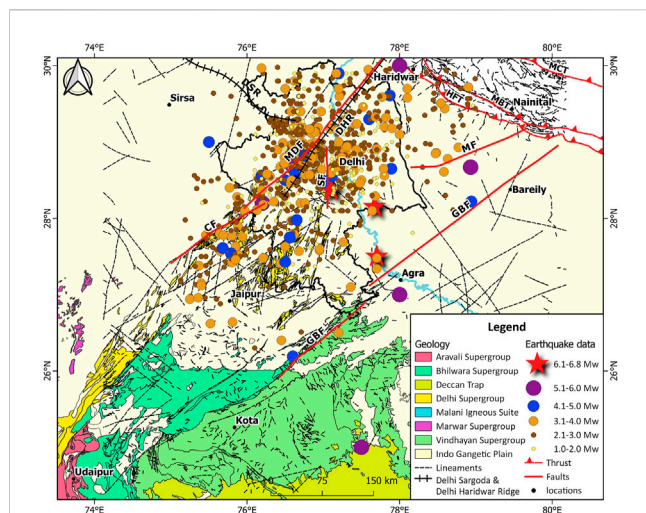 74°E 76°E 78°E 80°E
30°N 30°N
MCT
Haridwar
DSR
HFT
MBT
Sirsa
Nainital
DHR
MDF
Delhi
MF
SF
Bareily
28°N 28°N
CF
GBF
Agra
Jaipur
GBF
26°N 26°N
Kota
Udaipur
0 75 150 km
Legend
Geology Earthquake data
Aravali Supergroup 6.1-6.8 Mw
Bhilwara Supergroup 5.1-6.0 Mw
Deccan Trap
Delhi Supergroup 4.1-5.0 Mw
Malani Igneous Suite
Marwar Supergroup 3.1-4.0 Mw
Vindhayan Supergroup 2.1-3.0 Mw
Indo Gangetic Plain 1.0-2.0 Mw
Lineaments Thrust
Delhi Sargoda & Faults
Delhi Haridwar Ridge locations
74°E 76°E 78°E 80°E